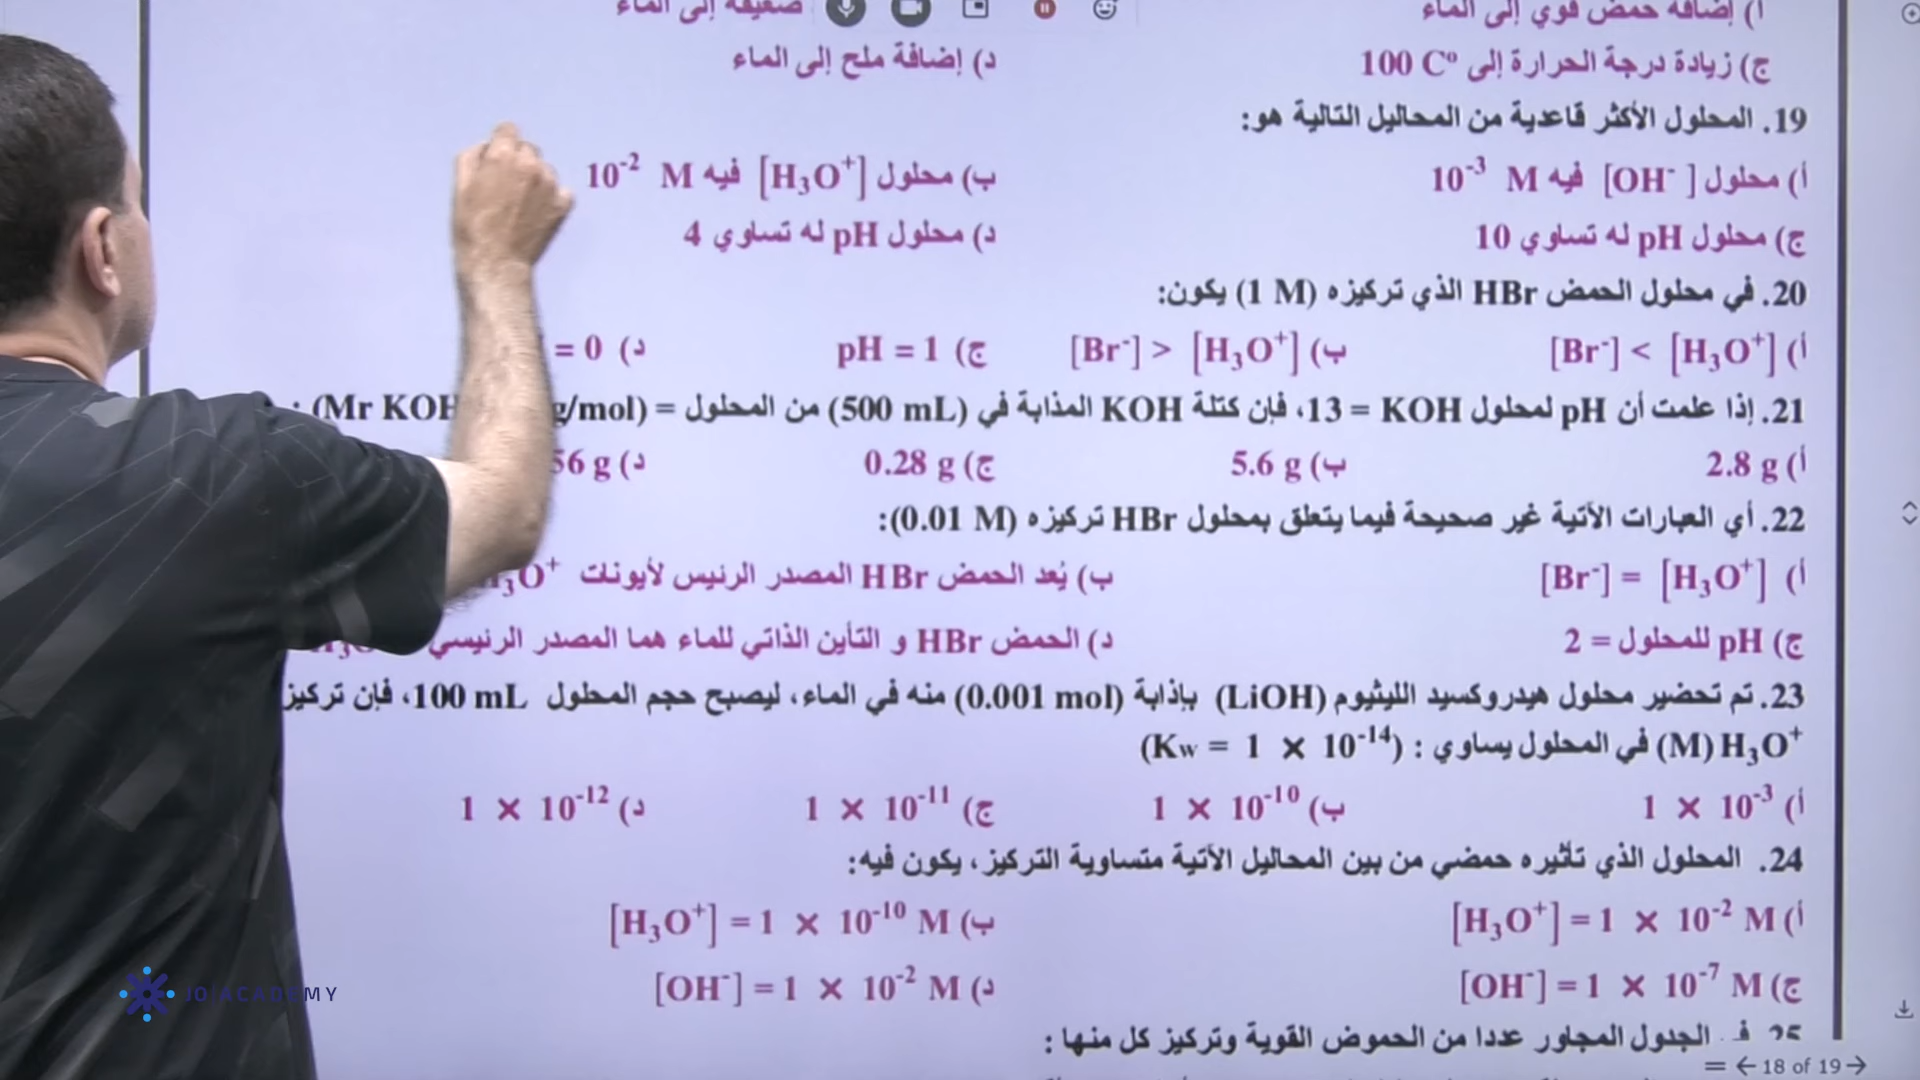 أ) إضافة حمض قوي إلى الماء
ضعيفة إلى الماء
ج) زيادة درجة الحرارة إلى 100 Cº د) إضافة ملح إلى الماء
19. المحلول الأكثر قاعدية من المحاليل التالية هو:
أ) محلول [OH⁻] فيه 10⁻³ M ب) محلول [H₃O⁺] فيه 10⁻² M
ج) محلول pH له تساوي 10 د) محلول pH له تساوي 4
20. في محلول الحمض HBr الذي تركيزه (1 M) يكون:
أ) [Br⁻] < [H₃O⁺] ب) [Br⁻] > [H₃O⁺] ج) pH = 1 د) = 0
21. إذا علمت أن pH لمحلول KOH = 13، فإن كتلة KOH المذابة في (500 mL) من المحلول = (Mr KOH g/mol) :
أ) 2.8 g ب) 5.6 g ج) 0.28 g د) 56 g
22. أي العبارات الآتية غير صحيحة فيما يتعلق بمحلول HBr تركيزه (0.01 M):
أ) [Br⁻] = [H₃O⁺] ب) يُعد الحمض HBr المصدر الرئيس لأيونات H₃O⁺
ج) pH للمحلول = 2 د) الحمض HBr و التأين الذاتي للماء هما المصدر الرئيسي
23. تم تحضير محلول هيدروكسيد الليثيوم (LiOH) بإذابة (0.001 mol) منه في الماء، ليصبح حجم المحلول 100 mL، فإن تركيز
H₃O⁺ (M) في المحلول يساوي : (Kw = 1 × 10⁻¹⁴)
أ) 1 × 10⁻³ ب) 1 × 10⁻¹⁰ ج) 1 × 10⁻¹¹ د) 1 × 10⁻¹²
24. المحلول الذي تأثيره حمضي من بين المحاليل الآتية متساوية التركيز، يكون فيه:
أ) [H₃O⁺] = 1 × 10⁻² M ب) [H₃O⁺] = 1 × 10⁻¹⁰ M
ج) [OH⁻] = 1 × 10⁻⁷ M د) [OH⁻] = 1 × 10⁻² M
الجدول المجاور عددا من الحموض القوية وتركيز كل منها :
18 of 19
JO ACADEMY